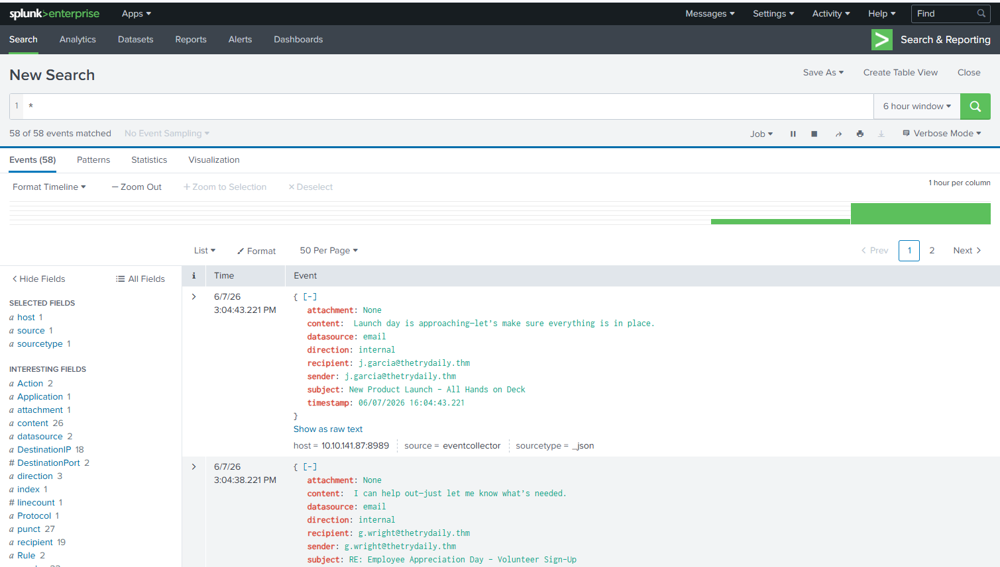 splunk>enterprise Apps Messages Settings Activity Help Find
Search Analytics Datasets Reports Alerts Dashboards Search & Reporting
New Search Save As Create Table View Close
1 * 6 hour window
58 of 58 events matched No Event Sampling Job Verbose Mode
Events (58) Patterns Statistics Visualization
Format Timeline — Zoom Out + Zoom to Selection × Deselect 1 hour per column
List Format 50 Per Page < Prev 1 2 Next >
< Hide Fields All Fields
i Time Event
SELECTED FIELDS
a host 1
a source 1
a sourcetype 1
INTERESTING FIELDS
a Action 2
a Application 1
a attachment 1
a content 26
a datasource 2
a DestinationIP 18
# DestinationPort 2
a direction 3
a index 1
# linecount 1
a Protocol 1
a punct 27
a recipient 19
a Rule 2
> 6/7/26
3:04:43.221 PM
{ [-]
attachment: None
content: Launch day is approaching—let's make sure everything is in place.
datasource: email
direction: internal
recipient: j.garcia@thetrydaily.thm
sender: j.garcia@thetrydaily.thm
subject: New Product Launch – All Hands on Deck
timestamp: 06/07/2026 16:04:43.221
}
Show as raw text
host = 10.10.141.87:8989 source = eventcollector sourcetype = _json
> 6/7/26
3:04:38.221 PM
{ [-]
attachment: None
content: I can help out—just let me know what's needed.
datasource: email
direction: internal
recipient: g.wright@thetrydaily.thm
sender: g.wright@thetrydaily.thm
subject: RE: Employee Appreciation Day – Volunteer Sign-Up